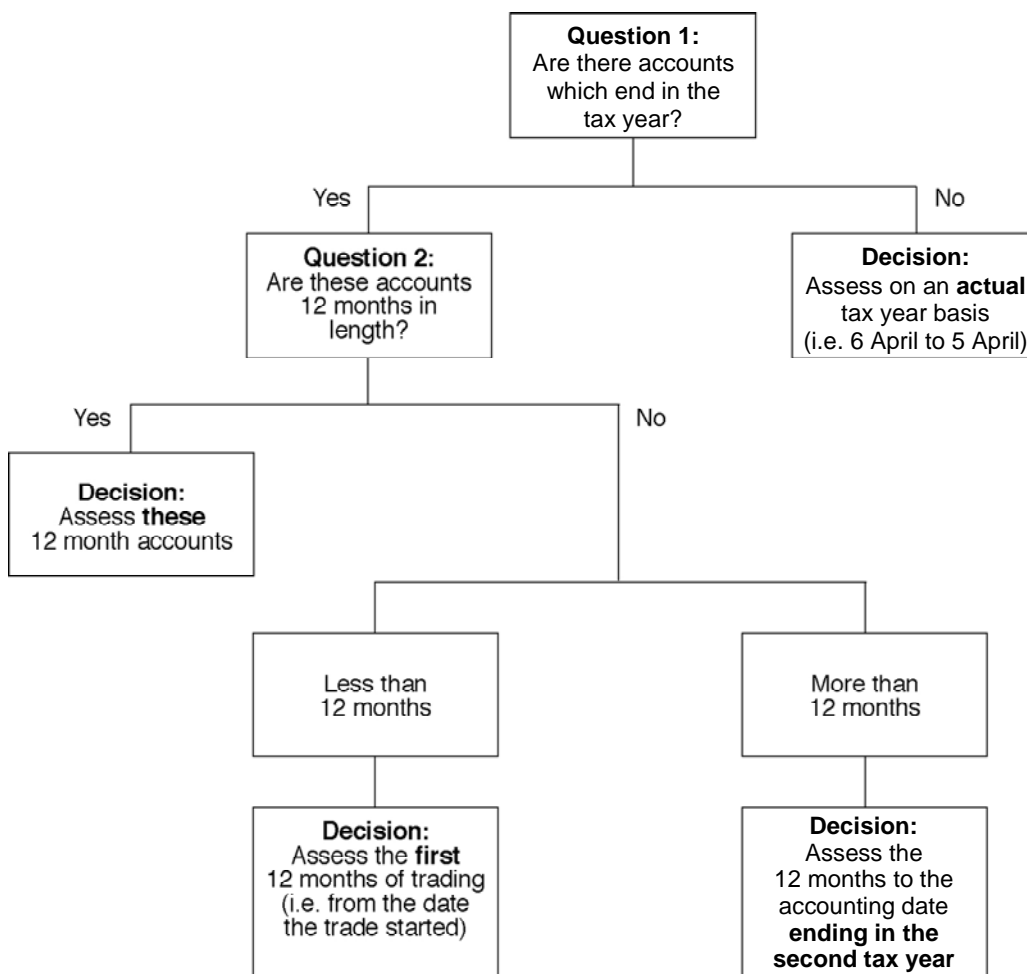 Question 1:
Are there accounts
which end in the
tax year?
Yes
No
Question 2:
Are these accounts
12 months in
length?
Decision:
Assess on an actual
tax year basis
(i.e. 6 April to 5 April)
Yes
No
Decision:
Assess these
12 month accounts
Less than
12 months
More than
12 months
Decision:
Assess the first
12 months of trading
(i.e. from the date
the trade started)
Decision:
Assess the
12 months to the
accounting date
ending in the
second tax year